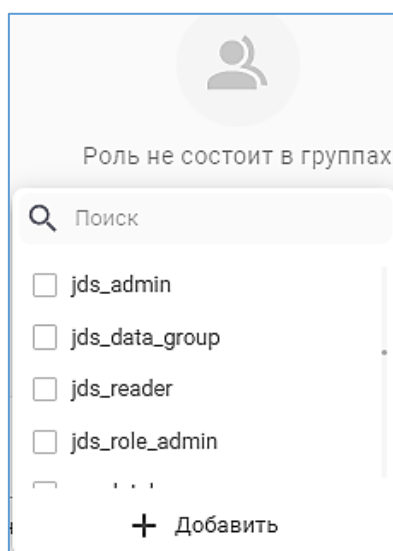 Роль не состоит в группах
Поиск
jds_admin
jds_data_group
jds_reader
jds_role_admin
Добавить